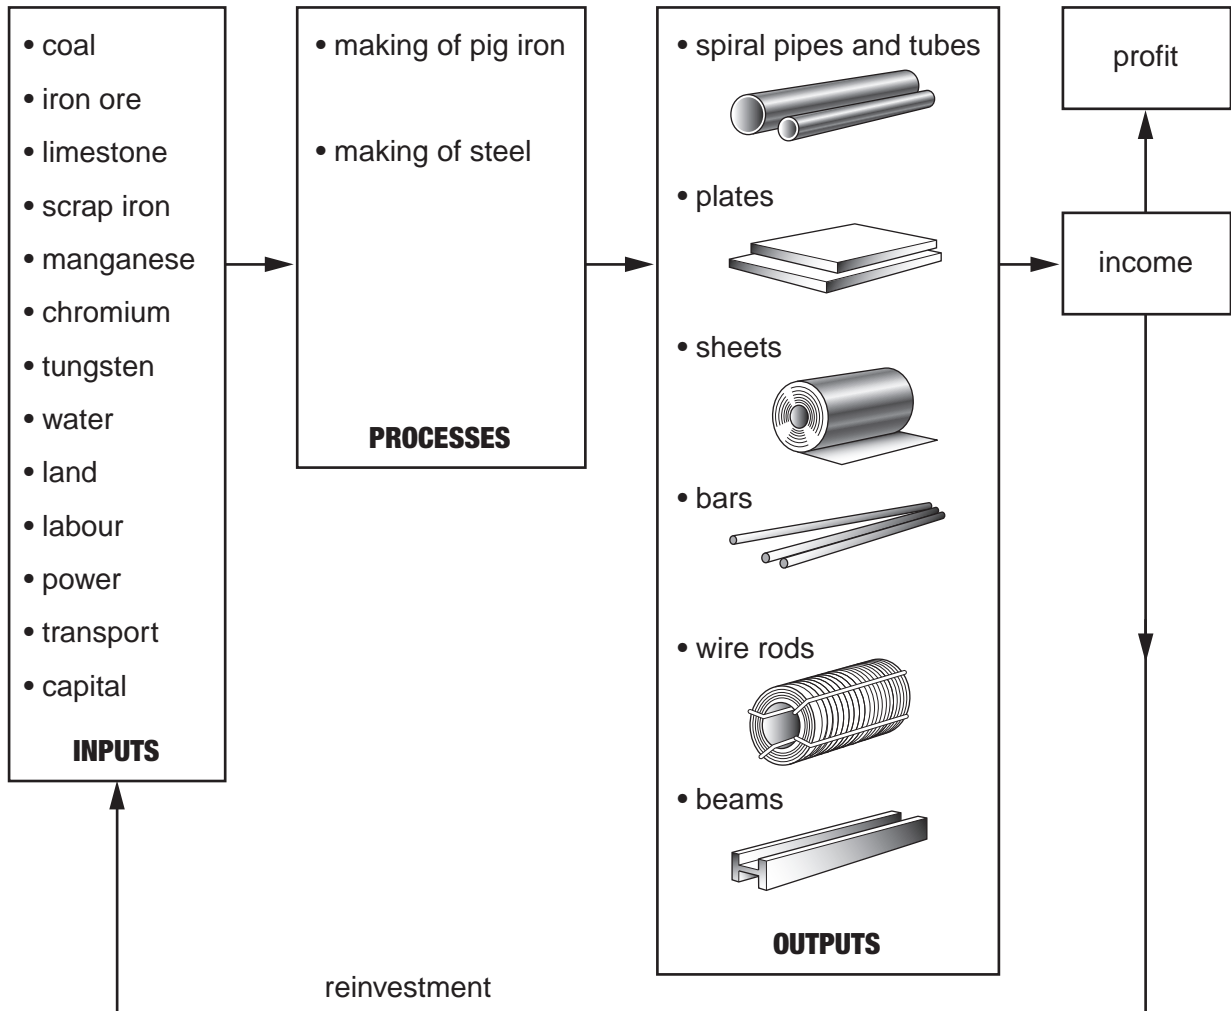 • coal
• iron ore
• limestone
• scrap iron
• manganese
• chromium
• tungsten
• water
• land
• labour
• power
• transport
• capital
INPUTS
• making of pig iron
• making of steel
PROCESSES
• spiral pipes and tubes
• plates
• sheets
• bars
• wire rods
• beams
OUTPUTS
profit
income
reinvestment